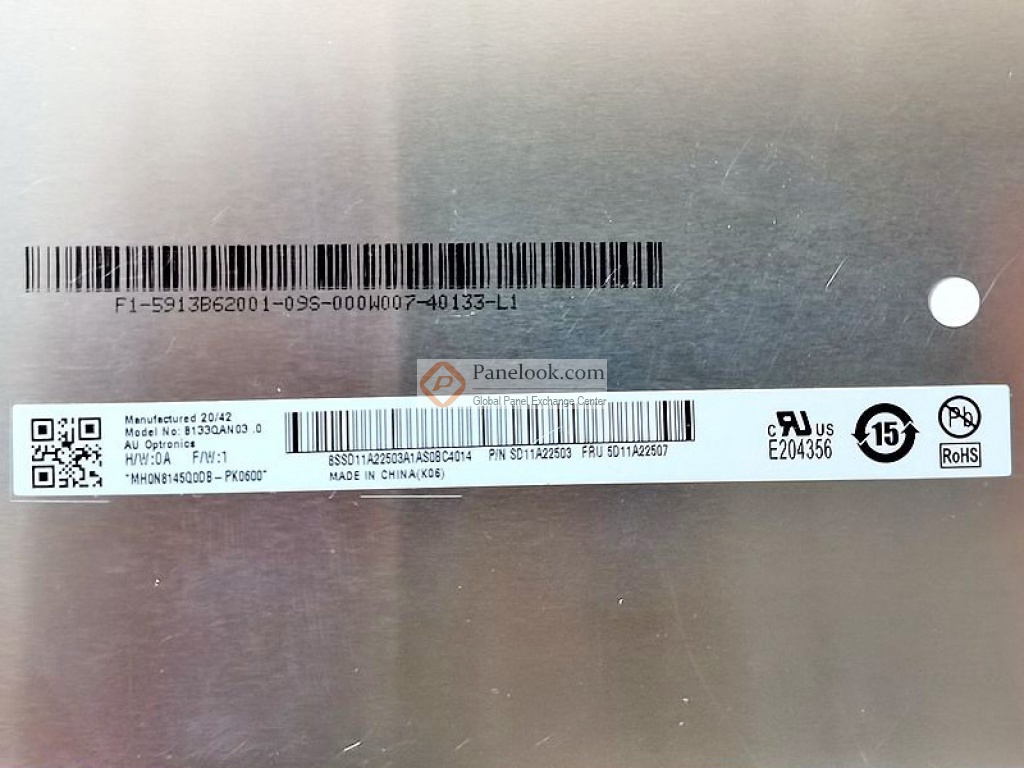 F1-5913B62001-09S-000W007-40133-L1
Panelook.com
Global Panel Exchange Center
Manufactured 20/42
Model No: B133QAN03 .0
AU Optronics
H/W:0A F/W:1
"MH0N8145Q0DB-PK0600"
8SSD11A22503A1AS0BC4014 P/N SD11A22503 FRU 5D11A22507
MADE IN CHINA(K06)
c RU US
E204356
15
Pb
RoHS